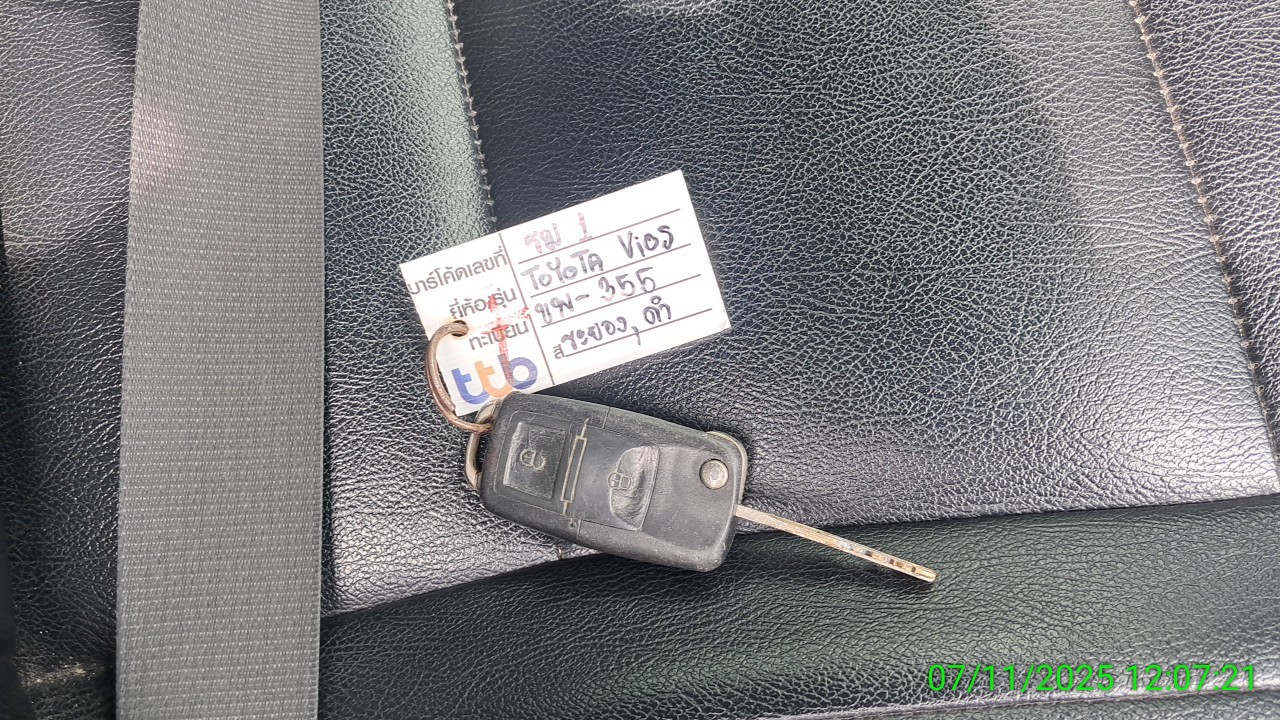 บาร์โค้ดเลขที่ 1
ยี่ห้อ/รุ่น TOYOTA Vios
ทะเบียน ขพ-355
สี ระยอง, ดำ
ttb
07/11/2025 12:07:21